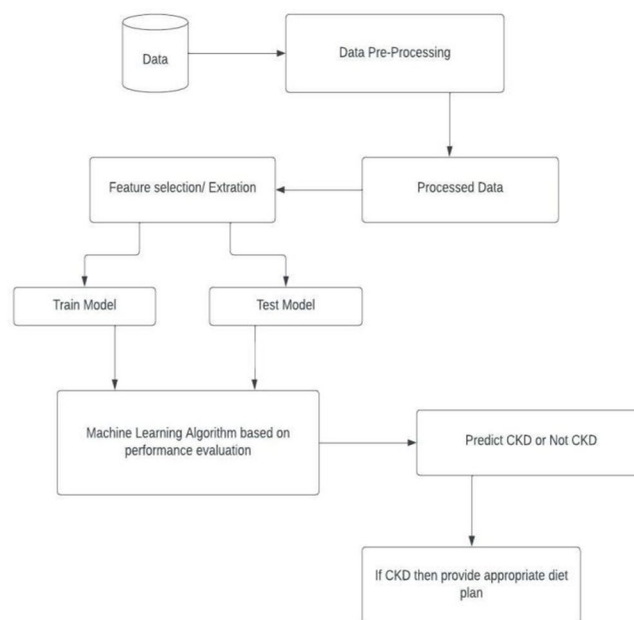 Data
Data Pre-Processing
Processed Data
Feature selection/ Extration
Train Model
Test Model
Machine Learning Algorithm based on
performance evaluation
Predict CKD or Not CKD
If CKD then provide appropriate diet
plan